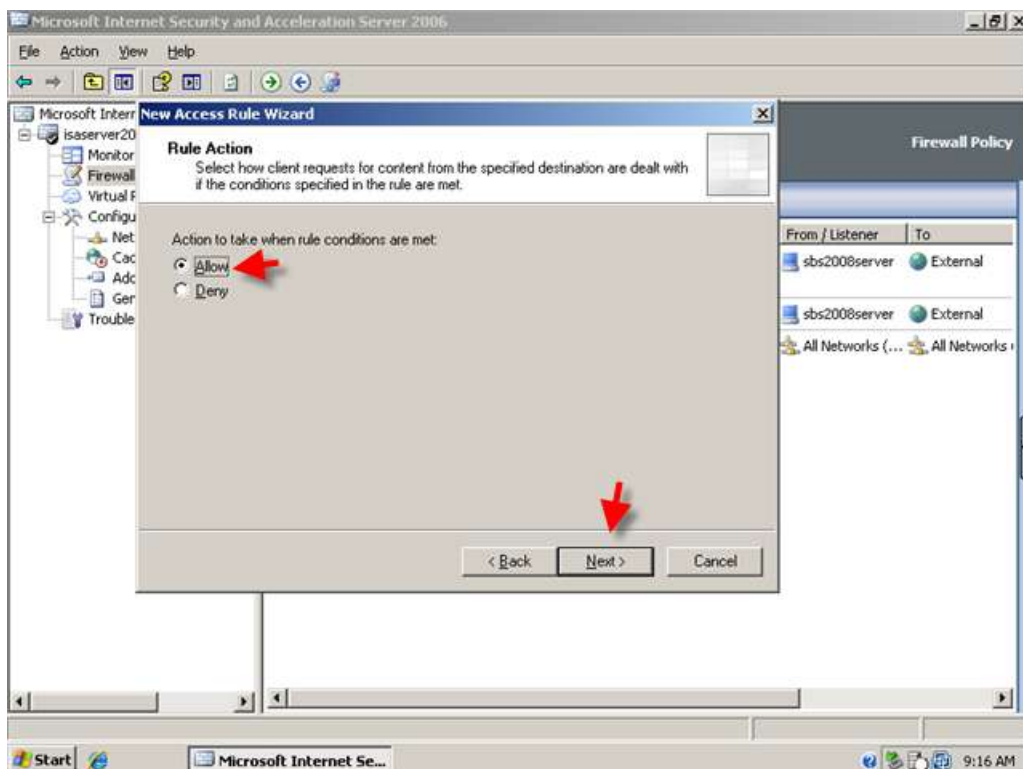 Microsoft Internet Security and Acceleration Server 2006
File Action View Help
Microsoft Interr
isaserver20
Monitor
Firewall
Virtual F
Configu
Net
Cac
Add
Ger
Trouble
New Access Rule Wizard
Rule Action
Select how client requests for content from the specified destination are dealt with
if the conditions specified in the rule are met.
Action to take when rule conditions are met:
Allow
Deny
< Back Next > Cancel
Firewall Policy
From / Listener To
sbs2008server External
sbs2008server External
All Networks (... All Networks
Start Microsoft Internet Se... 9:16 AM